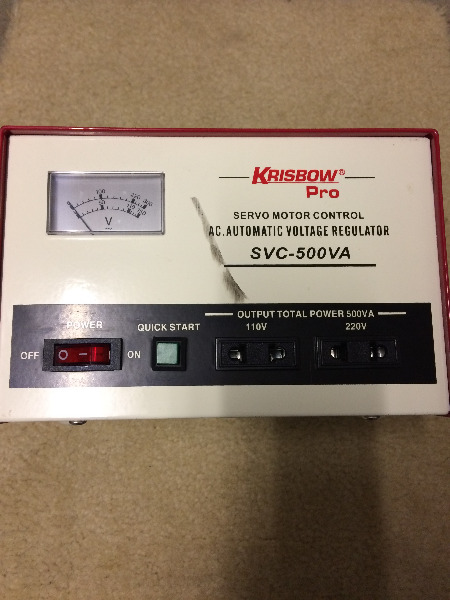 KRISBOW®
Pro
SERVO MOTOR CONTROL
AC.AUTOMATIC VOLTAGE REGULATOR
SVC-500VA
V
POWER
OFF
ON
QUICK START
OUTPUT TOTAL POWER 500VA
110V
220V